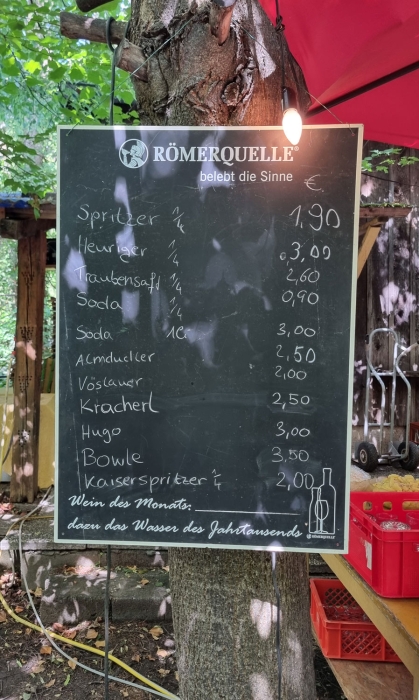 RÖMERQUELLE®
belebt die Sinne
€
Spritzer 1/4 1,90
Heuriger 1/4 3,00
Traubensaft 1/4 2,60
Soda 1/4 0,90
Soda 1l 3,00
Almdudler 2,50
Vöslauer 2,00
Kracherl 2,50
Hugo 3,00
Bowle 3,50
Kaiserspritzer 1/4 2,00
Wein des Monats:
dazu das Wasser des Jahrtausends
RÖMERQUELLE